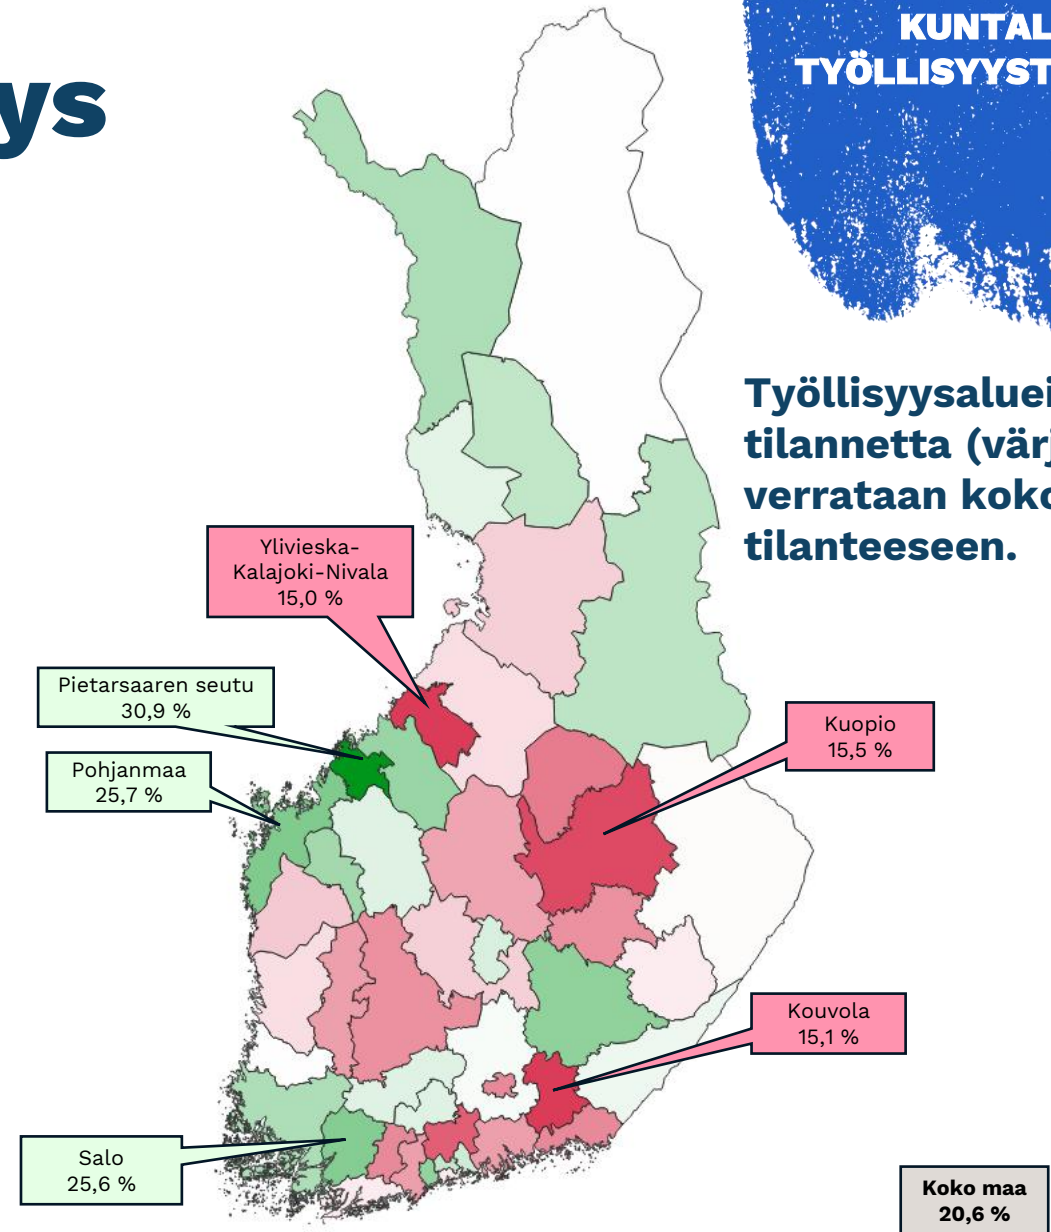 ys
KUNTAL
TYÖLLISYYST
Työllisyysaluei
tilannetta (värj
verrataan koko
tilanteeseen.
Ylivieska-
Kalajoki-Nivala
15,0 %
Pietarsaaren seutu
30,9 %
Pohjanmaa
25,7 %
Kuopio
15,5 %
Kouvola
15,1 %
Salo
25,6 %
Koko maa
20,6 %